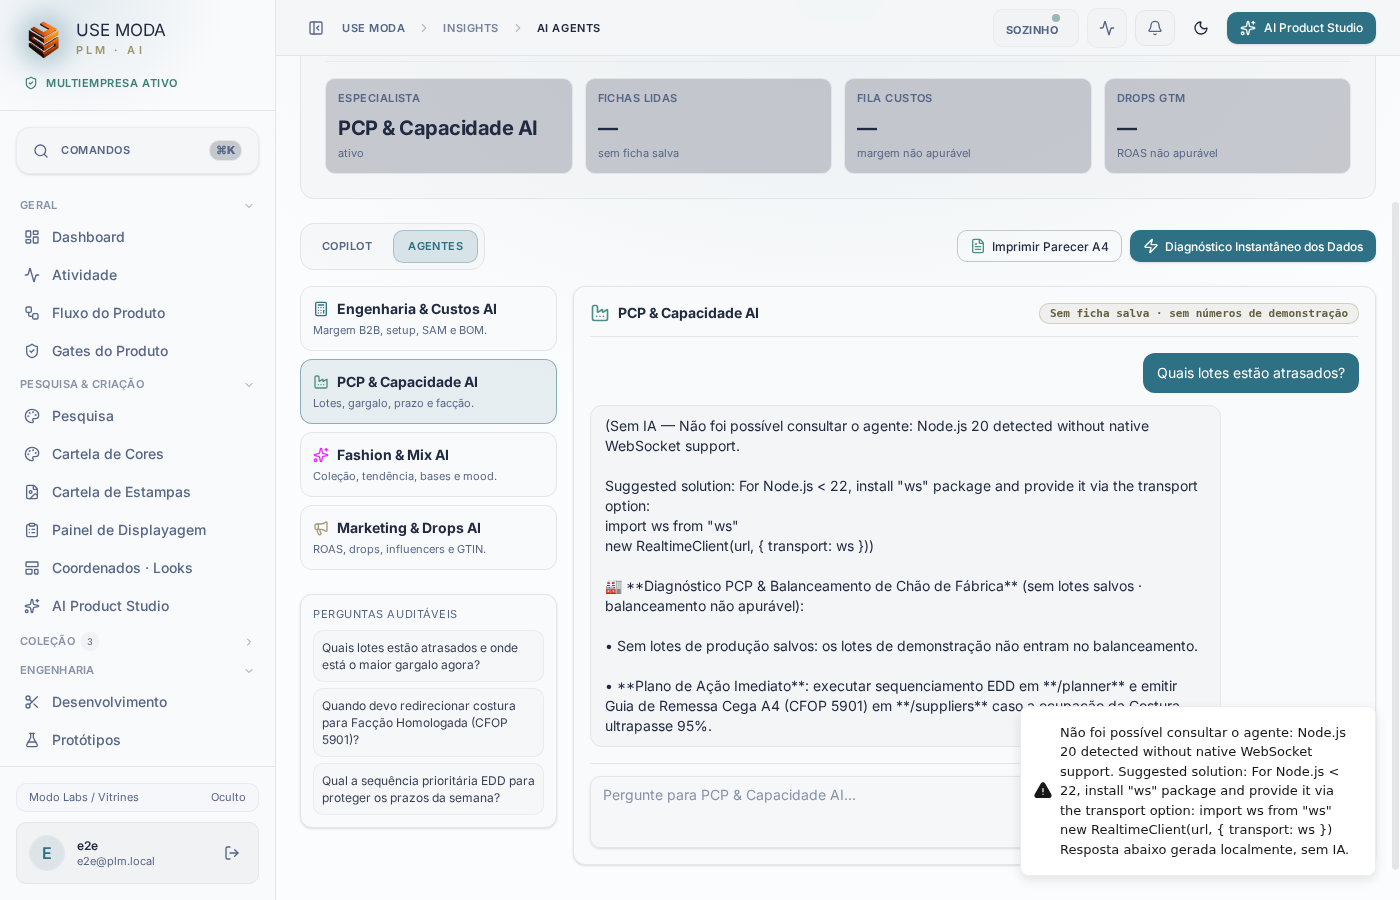 USE MODA
PLM · AI
MULTIEMPRESA ATIVO
COMANDOS
⌘K
GERAL
Dashboard
Atividade
Fluxo do Produto
Gates do Produto
PESQUISA & CRIAÇÃO
Pesquisa
Cartela de Cores
Cartela de Estampas
Painel de Displayagem
Coordenados · Looks
AI Product Studio
COLEÇÃO 3
ENGENHARIA
Desenvolvimento
Protótipos
Modo Labs / Vitrines
Oculto
E
e2e
e2e@plm.local
USE MODA
INSIGHTS
AI AGENTS
SOZINHO
AI Product Studio
ESPECIALISTA
PCP & Capacidade AI
ativo
FICHAS LIDAS
—
sem ficha salva
FILA CUSTOS
—
margem não apurável
DROPS GTM
—
ROAS não apurável
COPILOT
AGENTES
Imprimir Parecer A4
Diagnóstico Instantâneo dos Dados
Engenharia & Custos AI
Margem B2B, setup, SAM e BOM.
PCP & Capacidade AI
Lotes, gargalo, prazo e facção.
Fashion & Mix AI
Coleção, tendência, bases e mood.
Marketing & Drops AI
ROAS, drops, influencers e GTIN.
PERGUNTAS AUDITÁVEIS
Quais lotes estão atrasados e onde
está o maior gargalo agora?
Quando devo redirecionar costura
para Facção Homologada (CFOP
5901)?
Qual a sequência prioritária EDD para
proteger os prazos da semana?
PCP & Capacidade AI
Sem ficha salva · sem números de demonstração
Quais lotes estão atrasados?
(Sem IA — Não foi possível consultar o agente: Node.js 20 detected without native
WebSocket support.
Suggested solution: For Node.js < 22, install "ws" package and provide it via the transport
option:
import ws from "ws"
new RealtimeClient(url, { transport: ws }))
🏭 **Diagnóstico PCP & Balanceamento de Chão de Fábrica** (sem lotes salvos ·
balanceamento não apurável):
• Sem lotes de produção salvos: os lotes de demonstração não entram no balanceamento.
• **Plano de Ação Imediato**: executar sequenciamento EDD em **/planner** e emitir
Guia de Remessa Cega A4 (CFOP 5901) em **/suppliers** caso a ocupação da Costura
ultrapasse 95%.
Pergunte para PCP & Capacidade AI...
Não foi possível consultar o agente: Node.js
20 detected without native WebSocket
support. Suggested solution: For Node.js <
22, install "ws" package and provide it via
the transport option: import ws from "ws"
new RealtimeClient(url, { transport: ws })
Resposta abaixo gerada localmente, sem IA.